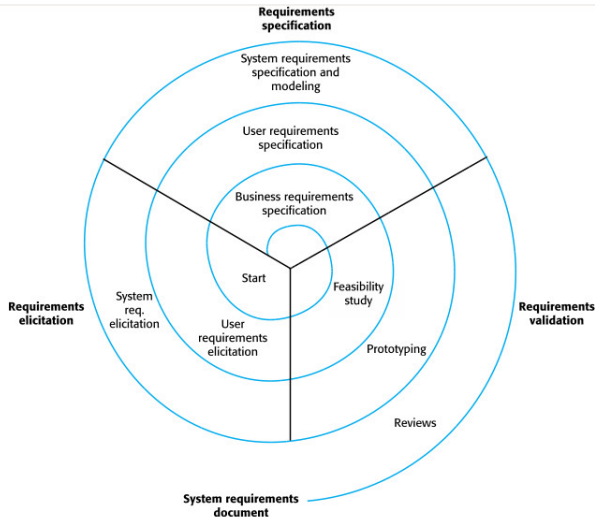 Requirements
specification
System requirements
specification and
modeling
User requirements
specification
Business requirements
specification
Start
Feasibility
study
System
req.
elicitation
Requirements
elicitation
Requirements
validation
User
requirements
elicitation
Prototyping
Reviews
System requirements
document